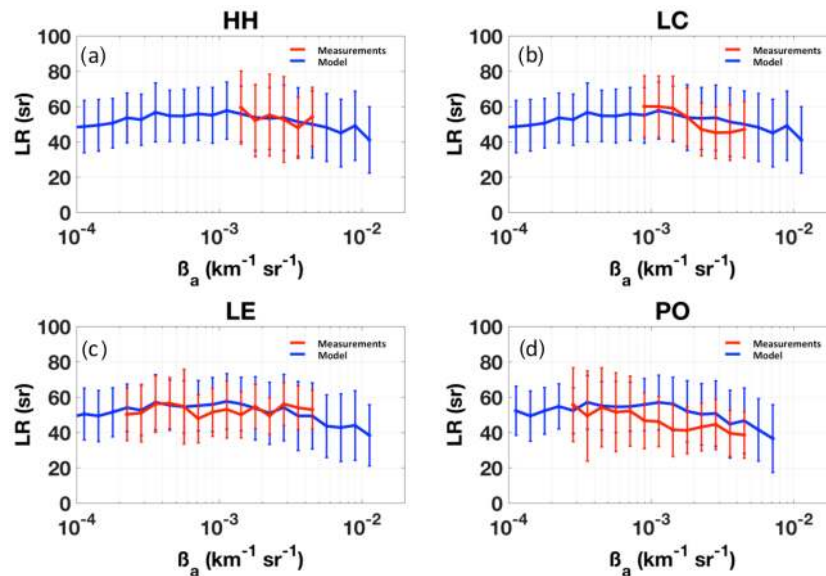 HH
(a)
Measurements
Model
LR (sr)
100
80
60
40
20
0
10⁻⁴
10⁻³
10⁻²
ßₐ (km⁻¹ sr⁻¹)
LC
(b)
Measurements
Model
LR (sr)
100
80
60
40
20
0
10⁻⁴
10⁻³
10⁻²
ßₐ (km⁻¹ sr⁻¹)
LE
(c)
Measurements
Model
LR (sr)
100
80
60
40
20
0
10⁻⁴
10⁻³
10⁻²
ßₐ (km⁻¹ sr⁻¹)
PO
(d)
Measurements
Model
LR (sr)
100
80
60
40
20
0
10⁻⁴
10⁻³
10⁻²
ßₐ (km⁻¹ sr⁻¹)